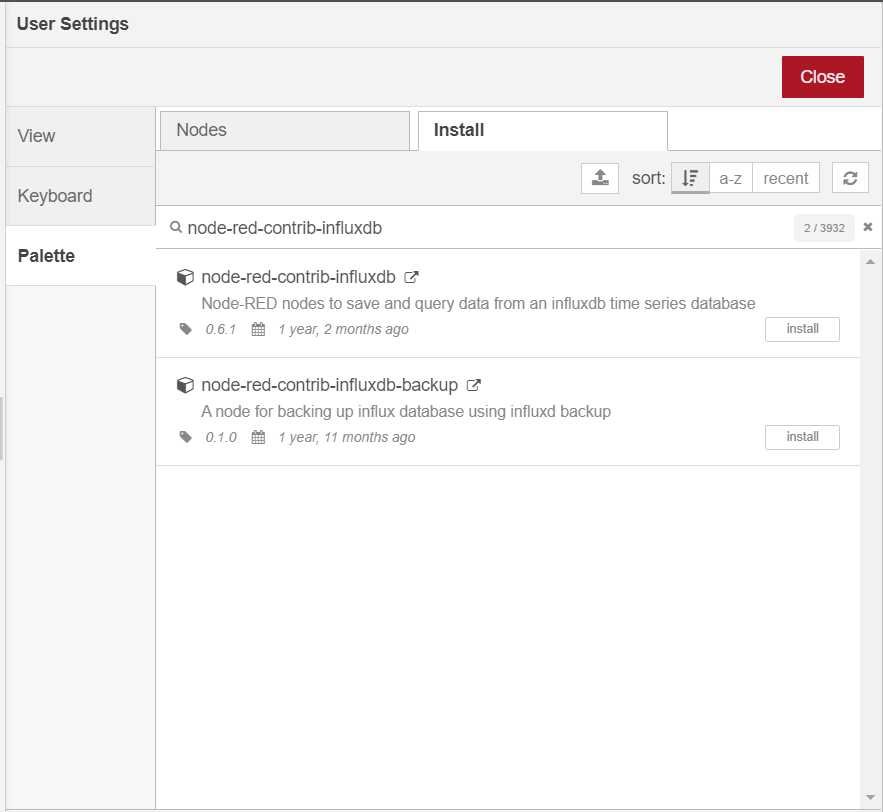 User Settings
Close
View
Keyboard
Palette
Nodes
Install
sort: a-z recent
node-red-contrib-influxdb 2 / 3932
node-red-contrib-influxdb
Node-RED nodes to save and query data from an influxdb time series database
0.6.1 1 year, 2 months ago install
node-red-contrib-influxdb-backup
A node for backing up influx database using influxd backup
0.1.0 1 year, 11 months ago install